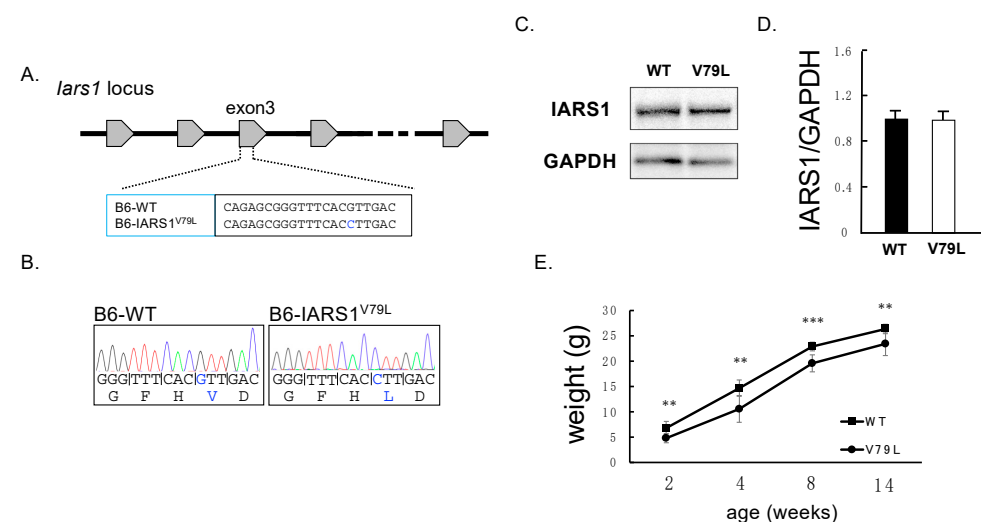 A.
Iars1 locus
exon3
B6-WT CAGAGCGGGTTTCACGTTGAC
B6-IARS1V79L CAGAGCGGGTTTCACCTTGAC
B.
B6-WT
GGG|TTT|CAC|GTT|GAC
G F H V D
B6-IARS1V79L
GGG|TTT|CAC|CTT|GAC
G F H L D
C.
WT V79L
IARS1
GAPDH
D.
IARS1/GAPDH
1.6
1.2
0.8
0.4
0
WT V79L
E.
weight (g)
30
25
20
15
10
5
0
**
**
***
**
WT
V79L
2 4 8 14
age (weeks)